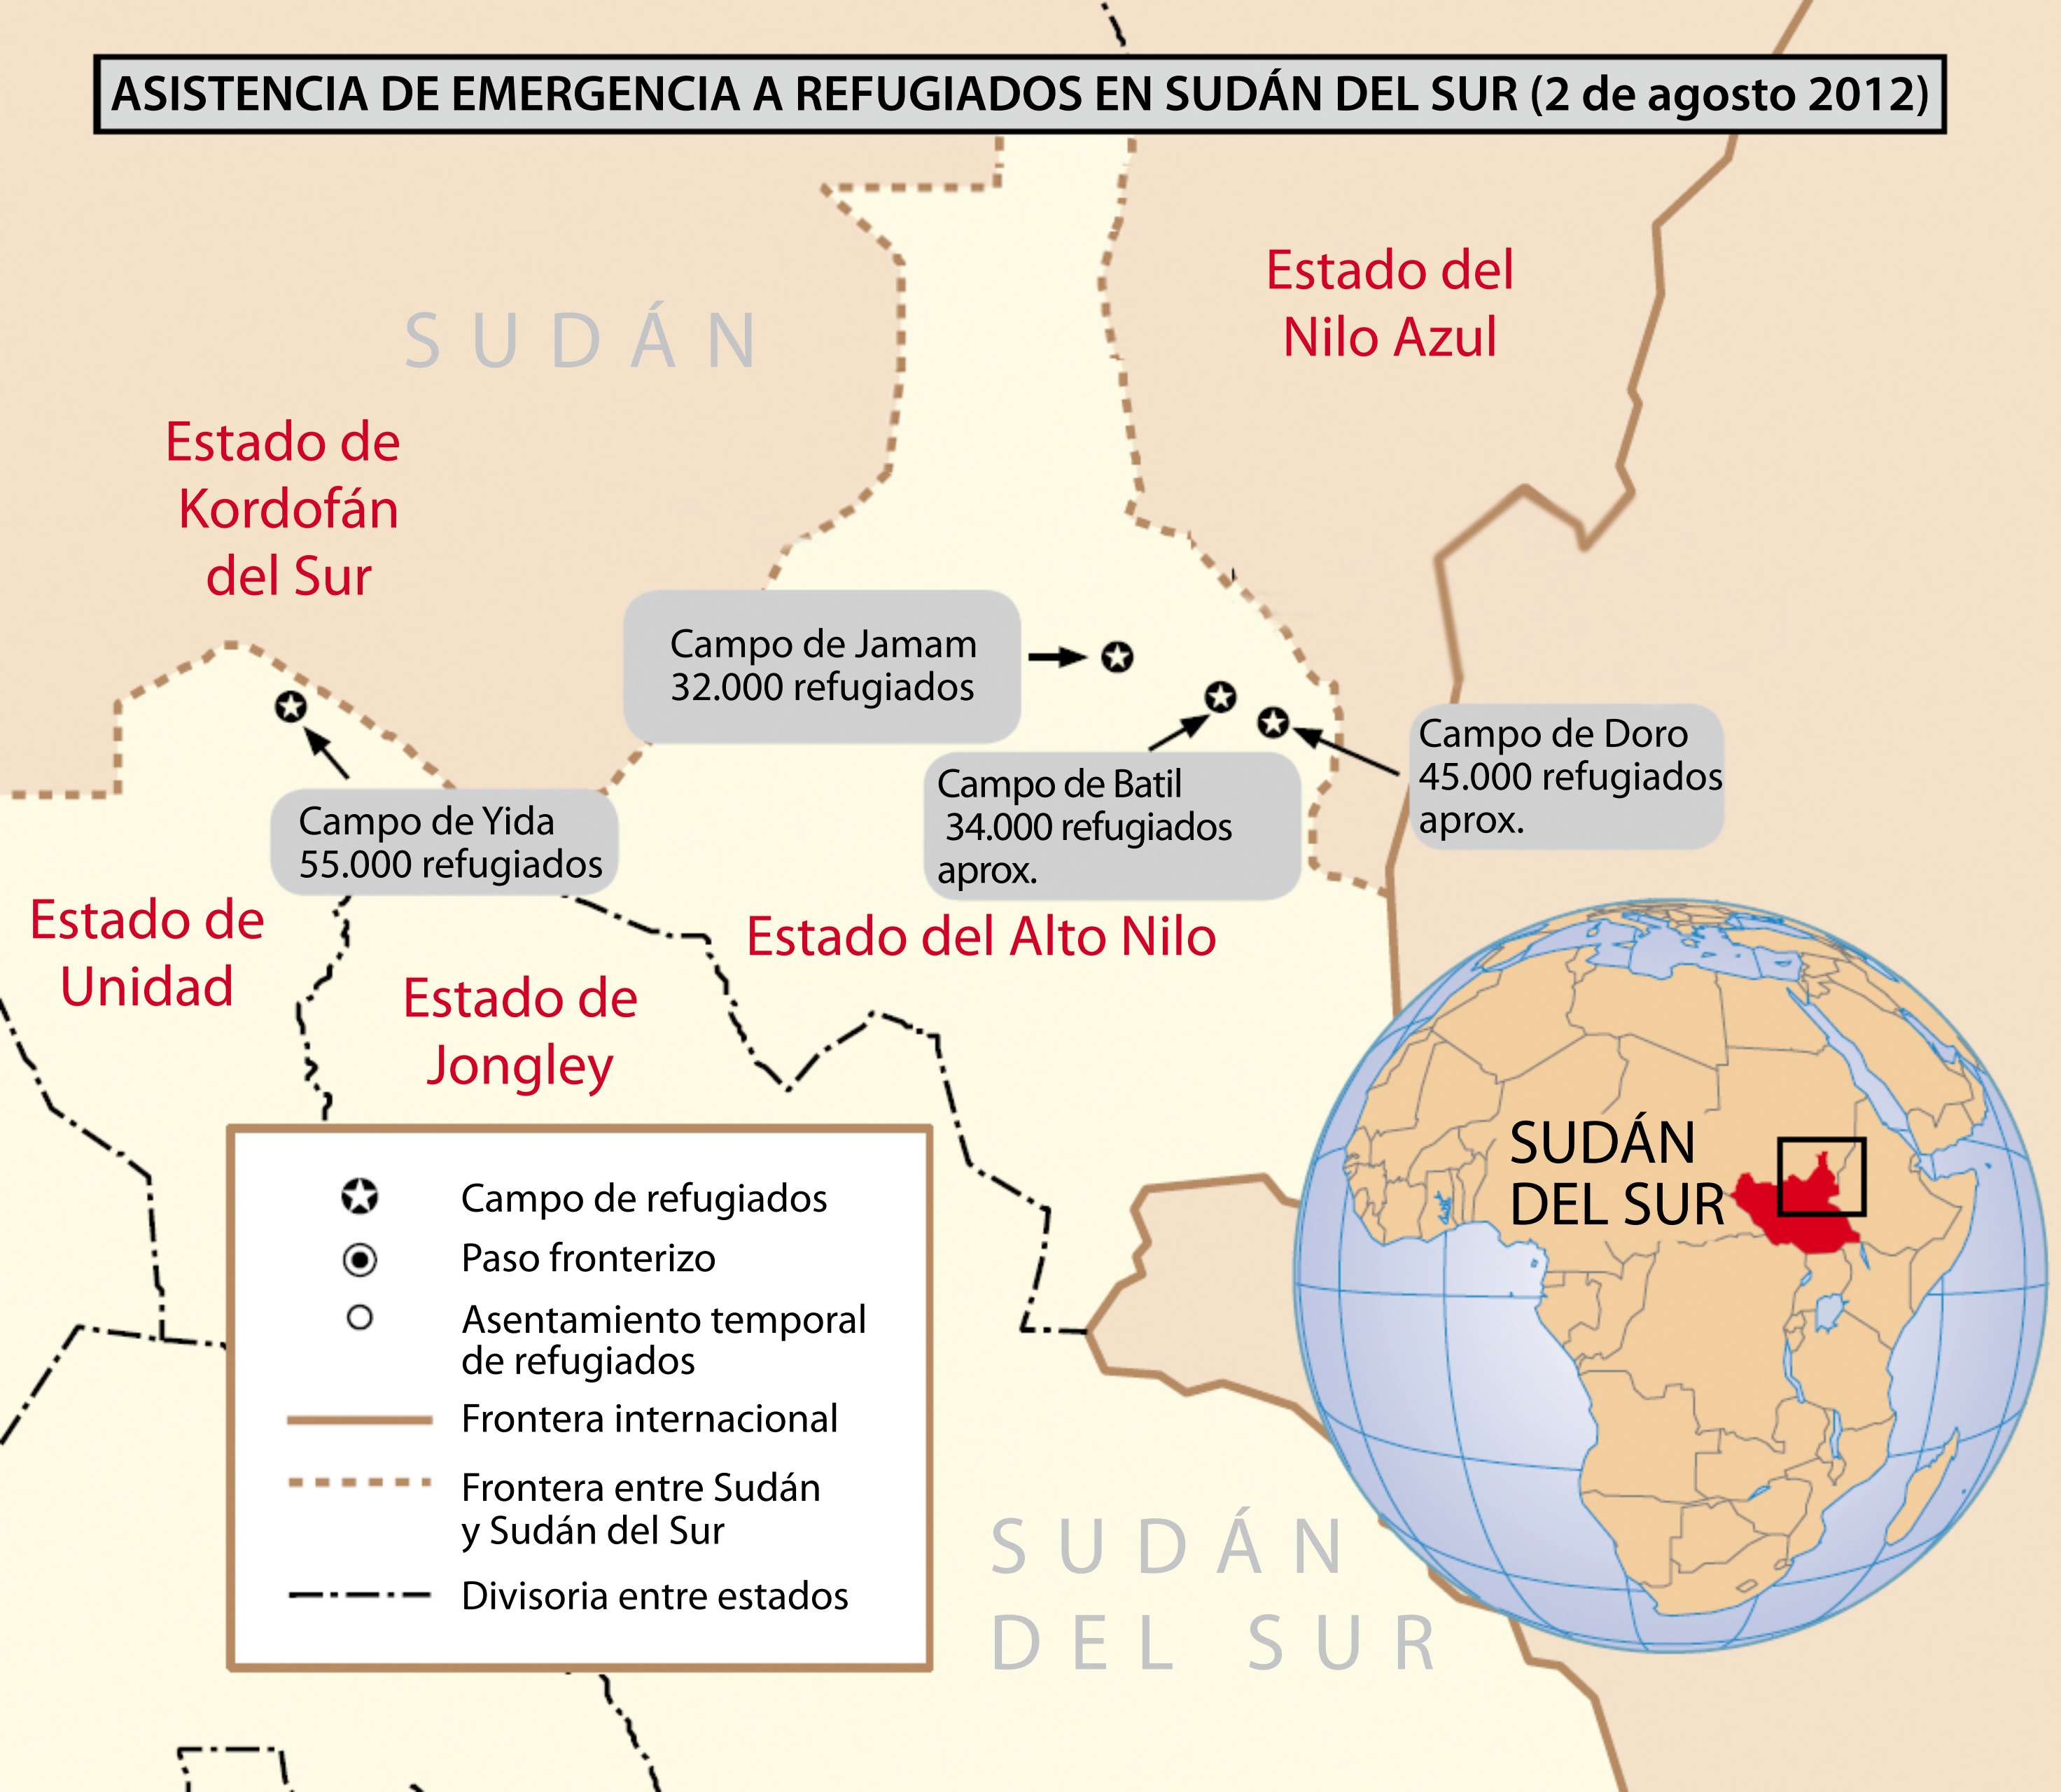 ASISTENCIA DE EMERGENCIA A REFUGIADOS EN SUDÁN DEL SUR (2 de agosto 2012)
SUDÁN
Estado del
Nilo Azul
Estado de
Kordofán
del Sur
Campo de Jamam
32.000 refugiados
Campo de Doro
45.000 refugiados
aprox.
Campo de Batil
34.000 refugiados
aprox.
Campo de Yida
55.000 refugiados
Estado de
Unidad
Estado del Alto Nilo
Estado de
Jongley
SUDÁN
DEL SUR
Campo de refugiados
Paso fronterizo
Asentamiento temporal
de refugiados
Frontera internacional
Frontera entre Sudán
y Sudán del Sur
Divisoria entre estados
SUDÁN
DEL SUR